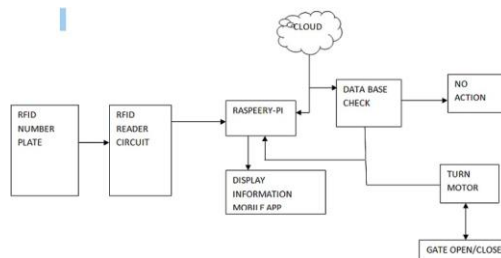 CLOUD
NO
ACTION
DATA BASE
CHECK
RFID
NUMBER
PLATE
RFID
READER
CIRCUIT
RASPEERY-PI
DISPLAY
INFORMATION
MOBILE APP
TURN
MOTOR
GATE OPEN/CLOSE